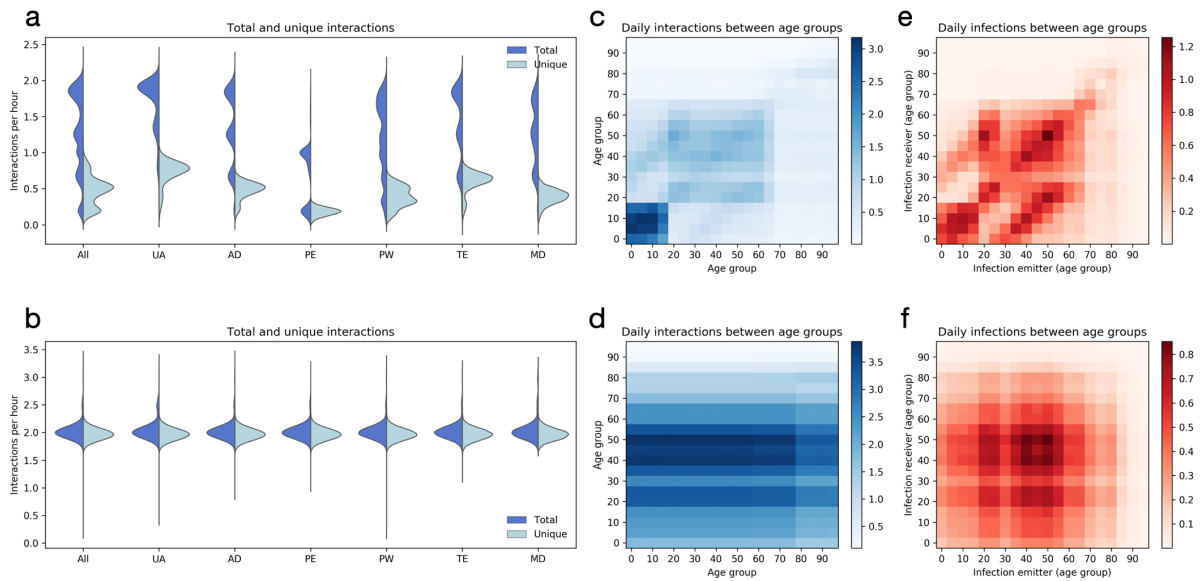 a
Total and unique interactions
2.5
2.0
1.5
1.0
0.5
0.0
Interactions per hour
Total
Unique
All UA AD PE PW TE MD
c
Daily interactions between age groups
90
80
70
60
50
40
30
20
10
0
Age group
0 10 20 30 40 50 60 70 80 90
Age group
3.0
2.5
2.0
1.5
1.0
0.5
e
Daily infections between age groups
90
80
70
60
50
40
30
20
10
0
Infection receiver (age group)
0 10 20 30 40 50 60 70 80 90
Infection emitter (age group)
1.2
1.0
0.8
0.6
0.4
0.2
b
Total and unique interactions
3.5
3.0
2.5
2.0
1.5
1.0
0.5
0.0
Interactions per hour
Total
Unique
All UA AD PE PW TE MD
d
Daily interactions between age groups
90
80
70
60
50
40
30
20
10
0
Age group
0 10 20 30 40 50 60 70 80 90
Age group
3.5
3.0
2.5
2.0
1.5
1.0
0.5
f
Daily infections between age groups
90
80
70
60
50
40
30
20
10
0
Infection receiver (age group)
0 10 20 30 40 50 60 70 80 90
Infection emitter (age group)
0.8
0.7
0.6
0.5
0.4
0.3
0.2
0.1